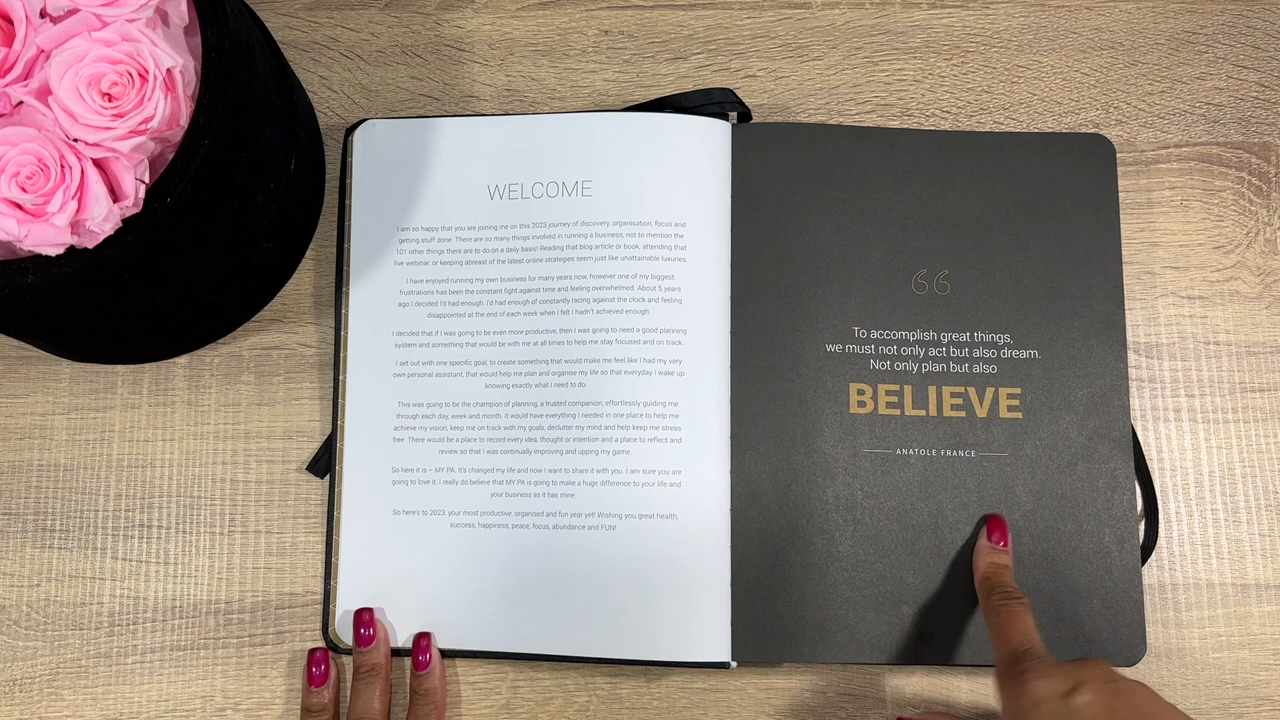 WELCOME
I am so happy that you are joining me on this 2023 journey of discovery, organisation, focus and
getting stuff done. There are so many things involved in running a business, not to mention the
101 other things there are to do on a daily basis! Reading that blog article or book, attending that
live webinar, or keeping abreast of the latest online strategies seem just like unattainable luxuries.
I have enjoyed running my own business for many years now, however one of my biggest
frustrations has been the constant fight against time and feeling overwhelmed. About 5 years
ago I decided I'd had enough. I'd had enough of constantly racing against the clock and feeling
disappointed at the end of each week when I felt I hadn't achieved enough.
I decided that if I was going to be even more productive, then I was going to need a good planning
system and something that would be with me at all times to help me stay focused and on track.
I set out with one specific goal, to create something that would make me feel like I had my very
own personal assistant, that would help me plan and organise my life so that everyday I wake up
knowing exactly what I need to do.
This was going to be the champion of planning, a trusted companion, effortlessly guiding me
through each day, week and month. It would have everything I needed in one place to help me
achieve my vision, keep me on track with my goals, declutter my mind and help keep me stress
free. There would be a place to record every idea, thought or intention and a place to reflect and
review so that I was continually improving and upping my game.
So here it is – MY PA. It's changed my life and now I want to share it with you. I am sure you are
going to love it. I really do believe that MY PA is going to make a huge difference to your life and
your business as it has mine.
So here's to 2023, your most productive, organised and fun year yet! Wishing you great health,
success, happiness, peace, focus, abundance and FUN!
“
To accomplish great things,
we must not only act but also dream.
Not only plan but also
BELIEVE
ANATOLE FRANCE